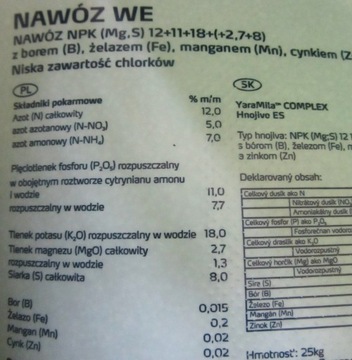 NAWÓZ WE
NAWÓZ NPK (Mg,S) 12+11+18+(+2,7+8)
z borem (B), żelazem (Fe), manganem (Mn), cynkiem (Z
Niska zawartość chlorków
PL
Składniki pokarmowe % m/m
Azot (N) całkowity 12,0
azot azotanowy (N-NO₃) 5,0
azot amonowy (N-NH₄) 7,0
Pięciotlenek fosforu (P₂O₅) rozpuszczalny
w obojętnym roztworze cytrynianu amonu
i wodzie 11,0
rozpuszczalny w wodzie 7,7
Tlenek potasu (K₂O) rozpuszczalny w wodzie 18,0
Tlenek magnezu (MgO) całkowity 2,7
rozpuszczalny w wodzie 1,3
Siarka (S) całkowita 8,0
Bor (B) 0,015
Żelazo (Fe) 0,2
Mangan (Mn) 0,02
Cynk (Zn) 0,02
SK
YaraMila™ COMPLEX
Hnojivo ES
Typ hnojiva: NPK (Mg;S) 12
s bórom (B), železom (Fe), m
a zinkom (Zn)
Deklarovaný obsah:
Celkový dusík ako N
Nitrátový dusík (NO₃
Amoniakálny dusík
Celkový fosfor (P) ako P₂O₅
Fosforečnan vodoro
Celkový draslík ako K₂O
Vodorozpustný
Celkový horčík (Mg) ako MgO
Vodorozpustný
Síra (S)
Bór (B)
Železo (Fe)
Mangán (Mn)
Zinok (Zn)
Hmotnosť: 25kg